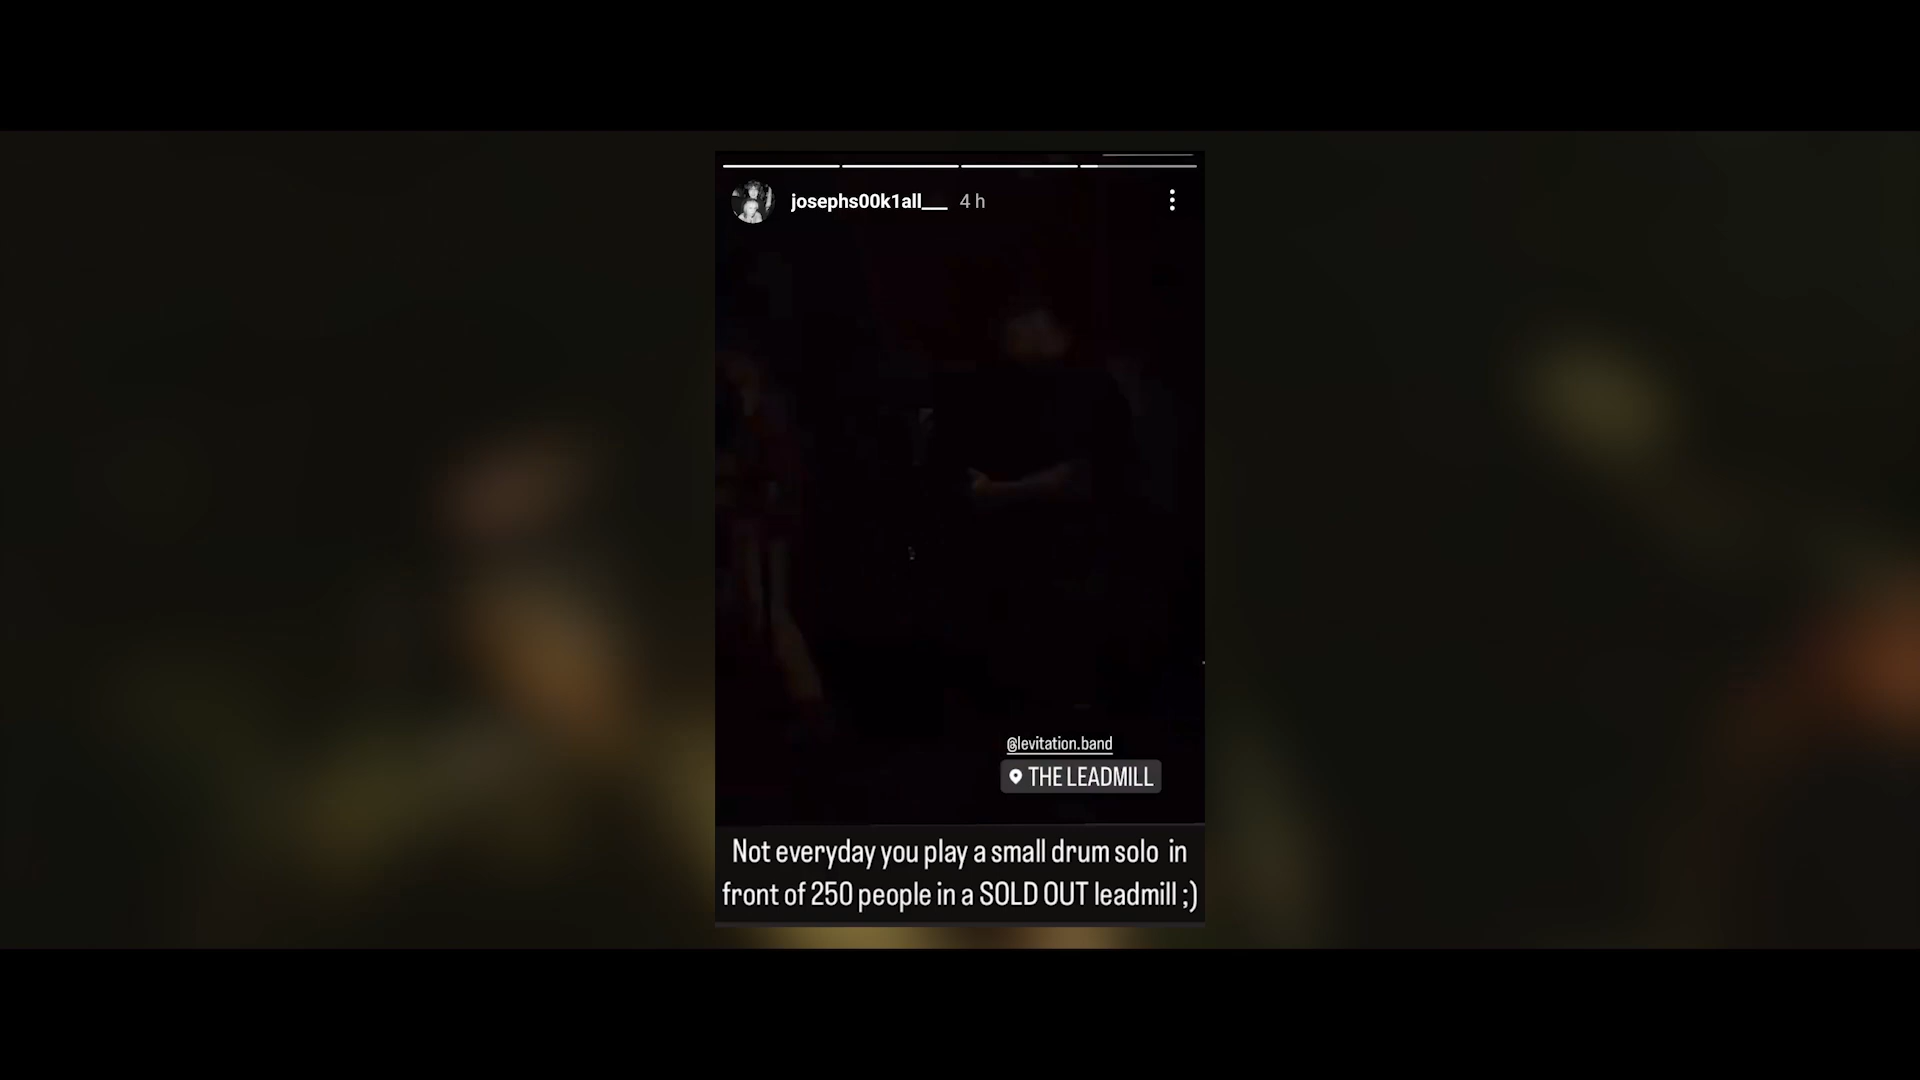 josephs00k1all___ 4 h
@levitation.band
THE LEADMILL
Not everyday you play a small drum solo in
front of 250 people in a SOLD OUT leadmill ;)